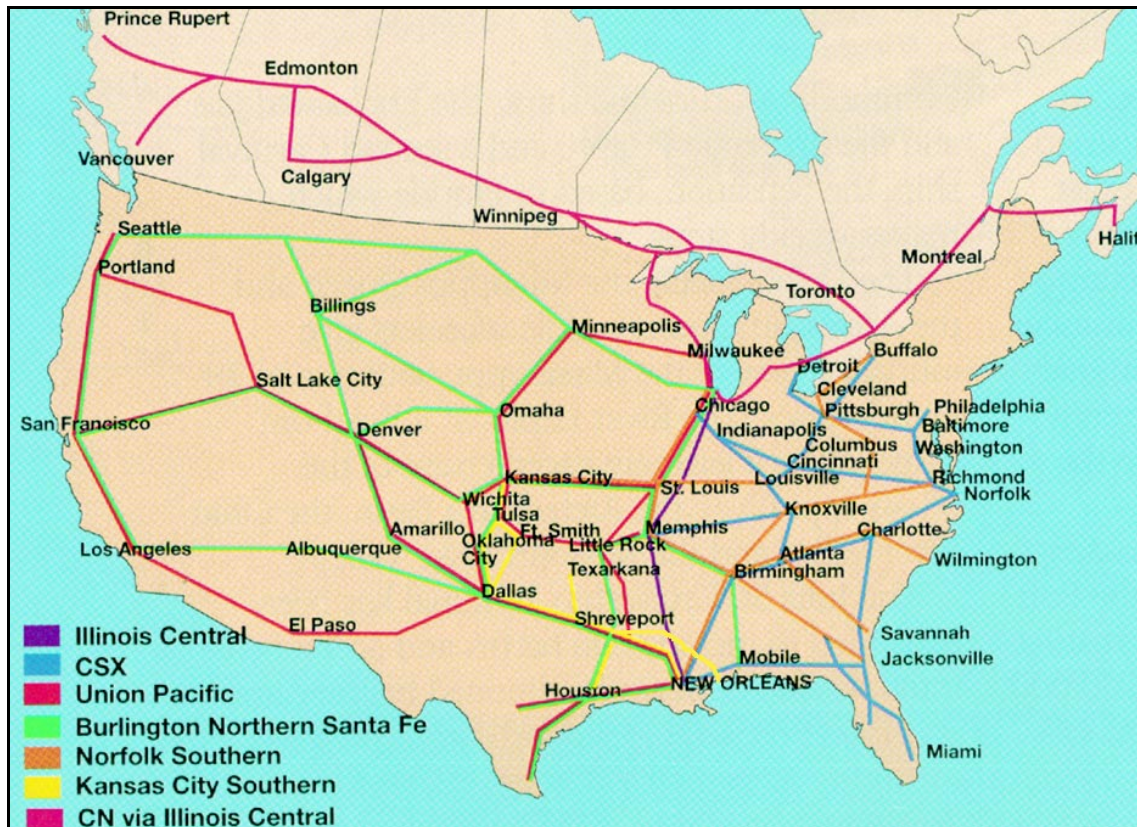 Prince Rupert
Edmonton
Vancouver
Calgary
Winnipeg
Halif
Montreal
Seattle
Portland
Toronto
Billings
Minneapolis
Milwaukee
Buffalo
Detroit
Salt Lake City
Cleveland
Omaha
Chicago
Pittsburgh
Philadelphia
San Francisco
Denver
Indianapolis
Baltimore
Columbus
Washington
Cincinnati
Kansas City
Louisville
Richmond
St. Louis
Norfolk
Wichita
Tulsa
Knoxville
Amarillo
Ft. Smith
Memphis
Charlotte
Oklahoma
City
Little Rock
Los Angeles
Albuquerque
Atlanta
Wilmington
Texarkana
Birmingham
Dallas
Shreveport
El Paso
Savannah
Mobile
Jacksonville
Houston
NEW ORLEANS
Miami
Illinois Central
CSX
Union Pacific
Burlington Northern Santa Fe
Norfolk Southern
Kansas City Southern
CN via Illinois Central